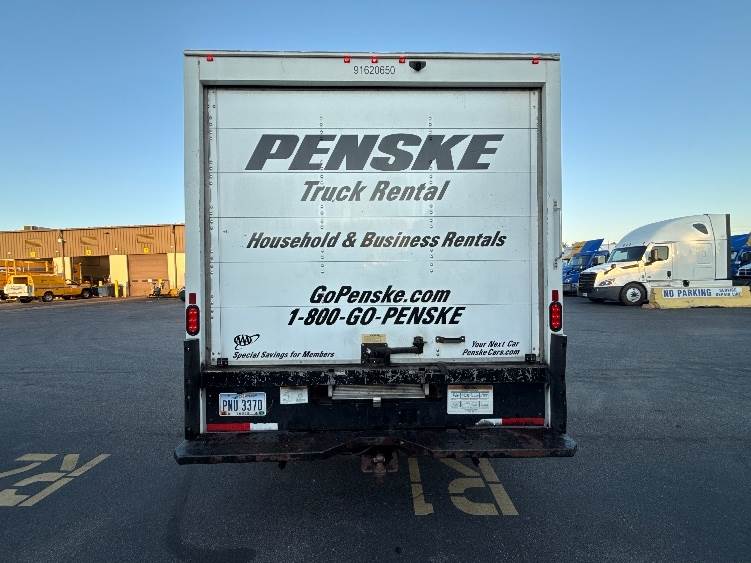 91620650
PENSKE
Truck Rental
Household & Business Rentals
GoPenske.com
1-800-GO-PENSKE
AAA
Special Savings for Members
Your Next Car
PenskeCars.com
PNU 3370
NO PARKING
R1